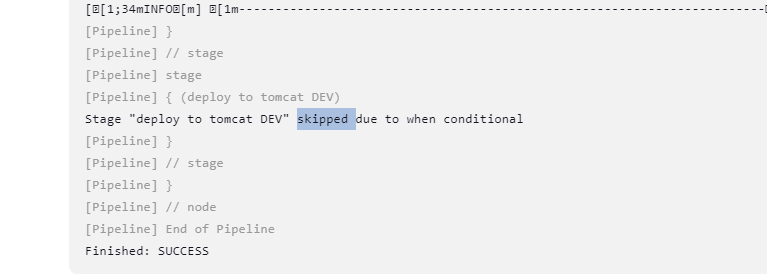 [[1;34mINFO[m] [1m------------------------------------------------------------------------
[Pipeline] }
[Pipeline] // stage
[Pipeline] stage
[Pipeline] { (deploy to tomcat DEV)
Stage "deploy to tomcat DEV" skipped due to when conditional
[Pipeline] }
[Pipeline] // stage
[Pipeline] }
[Pipeline] // node
[Pipeline] End of Pipeline
Finished: SUCCESS